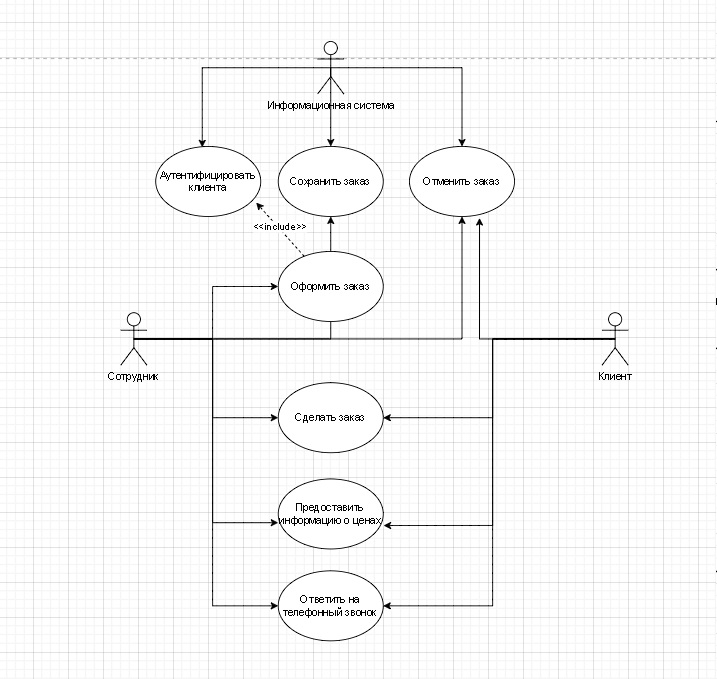 Информационная система
Аутентифицировать
клиента
Сохранить заказ
Отменить заказ
<<include>>
Оформить заказ
Сотрудник
Клиент
Сделать заказ
Предоставить
информацию о ценах
Ответить на
телефонный звонок